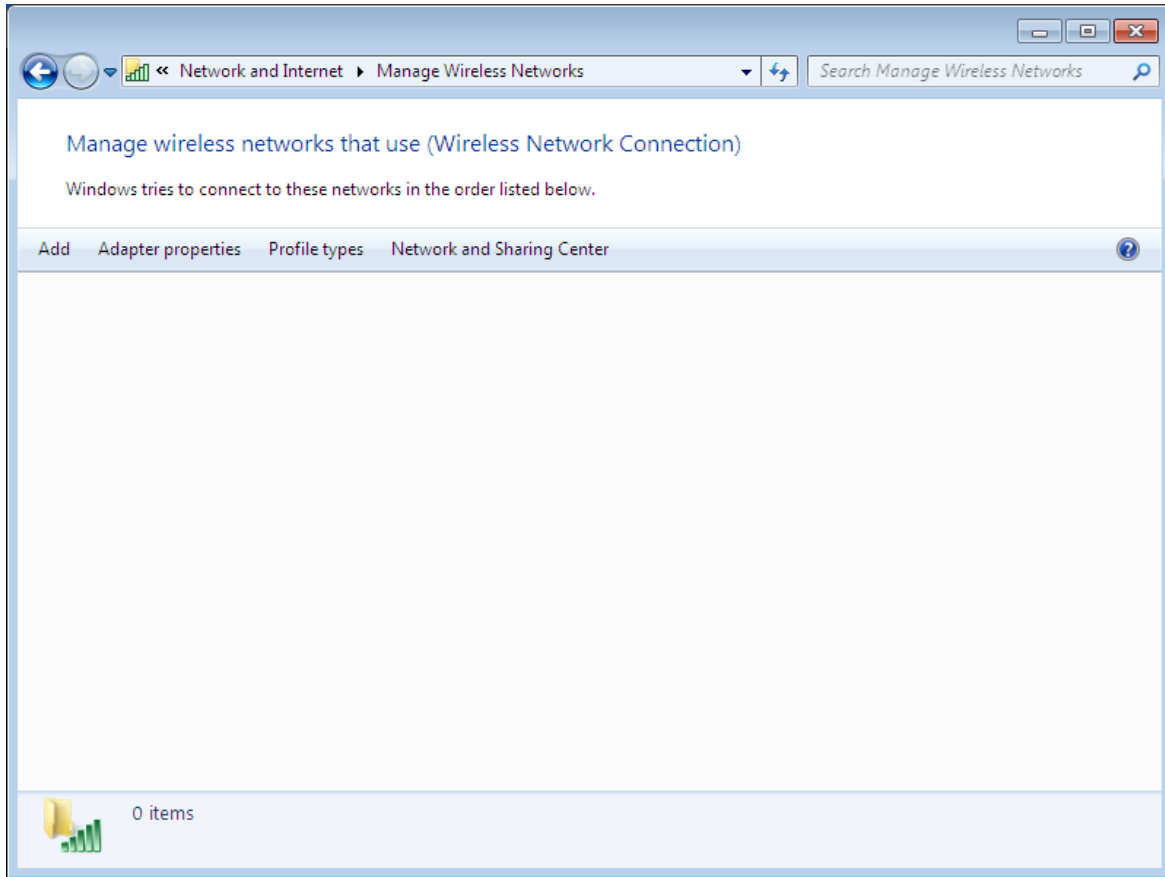 « Network and Internet ▸ Manage Wireless Networks
Search Manage Wireless Networks
Manage wireless networks that use (Wireless Network Connection)
Windows tries to connect to these networks in the order listed below.
Add Adapter properties Profile types Network and Sharing Center ?
0 items